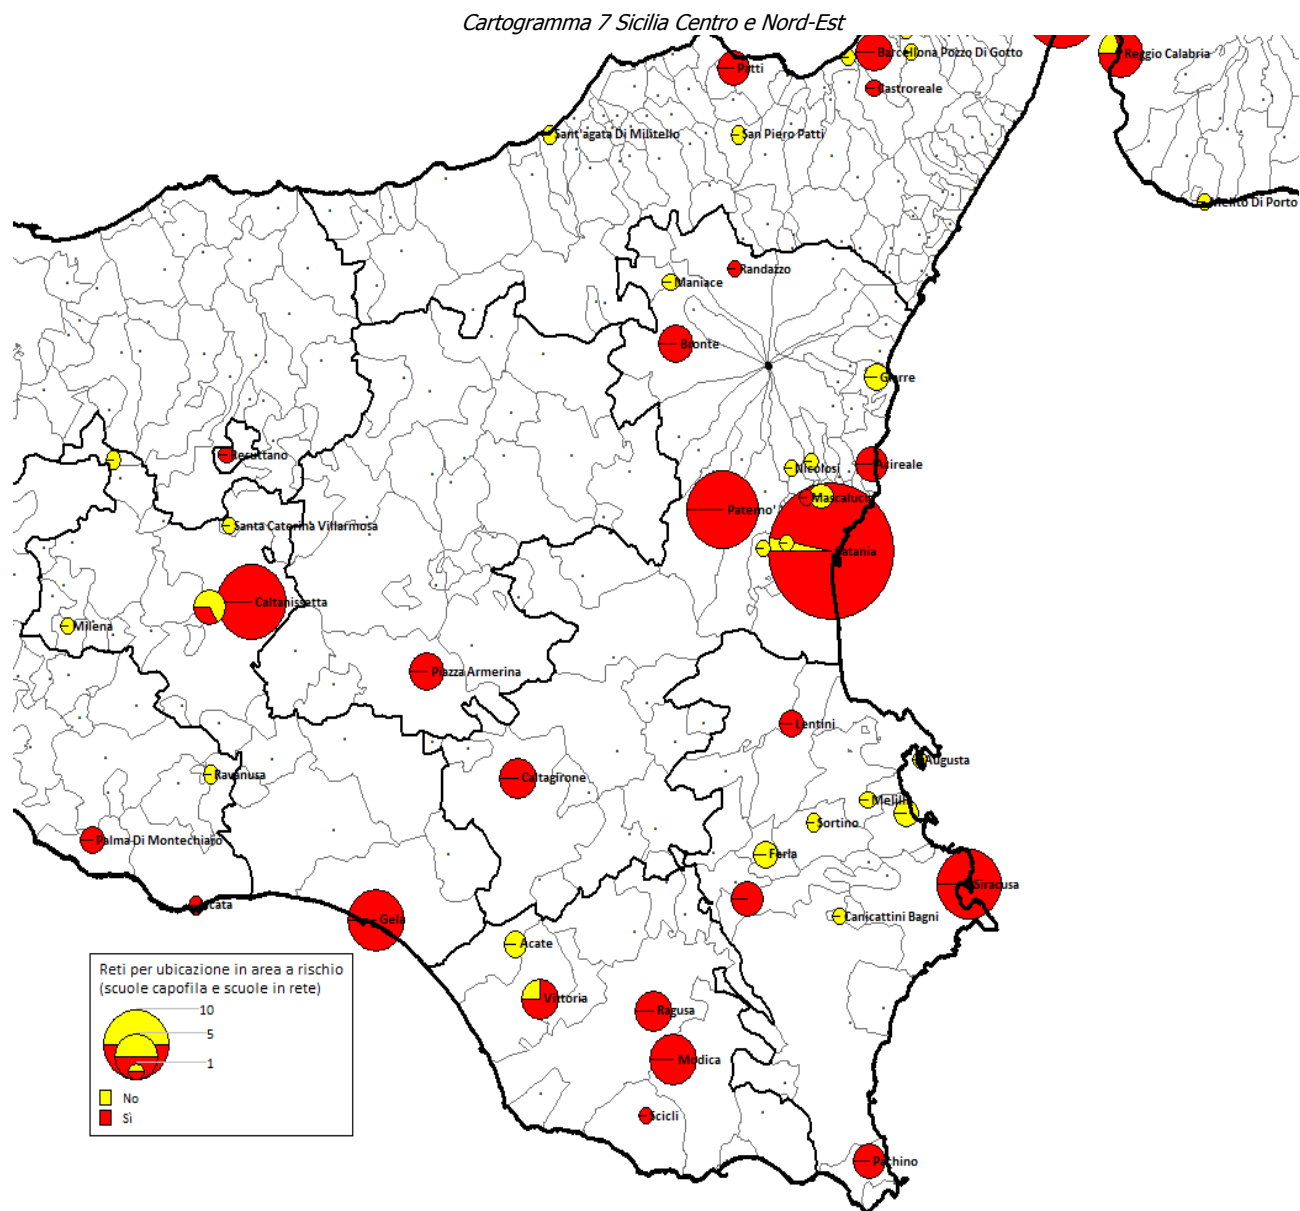 Cartogramma 7 Sicilia Centro e Nord-Est
Patti
Barcellona Pozzo Di Gotto
Reggio Calabria
Castroreale
Sant'agata Di Militello
San Piero Patti
Melito Di Porto
Randazzo
Maniace
Bronte
Giarre
Resuttano
Nicolosi
Acireale
Mascalucia
Paterno'
Santa Caterina Villarmosa
Catania
Caltanissetta
Milena
Piazza Armerina
Lentini
Augusta
Ravanusa
Caltagirone
Melilli
Sortino
Palma Di Montechiaro
Ferla
Siracusa
Gela
Canicattini Bagni
Acate
Reti per ubicazione in area a rischio
(scuole capofila e scuole in rete)
10
5
1
No
Sì
Vittoria
Ragusa
Modica
Scicli
Pachino